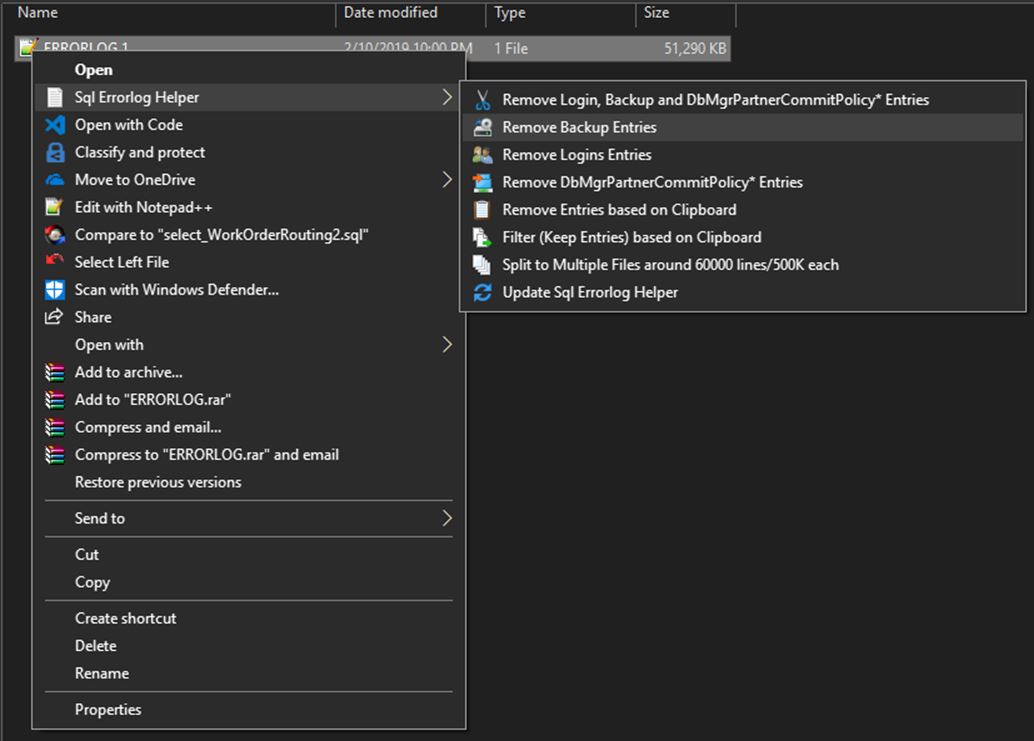 Name Date modified Type Size
ERRORLOG.1 2/10/2019 10:00 PM 1 File 51,290 KB
Open
Sql Errorlog Helper
Open with Code
Classify and protect
Move to OneDrive
Edit with Notepad++
Compare to "select_WorkOrderRouting2.sql"
Select Left File
Scan with Windows Defender...
Share
Open with
Add to archive...
Add to "ERRORLOG.rar"
Compress and email...
Compress to "ERRORLOG.rar" and email
Restore previous versions
Send to
Cut
Copy
Create shortcut
Delete
Rename
Properties
Remove Login, Backup and DbMgrPartnerCommitPolicy* Entries
Remove Backup Entries
Remove Logins Entries
Remove DbMgrPartnerCommitPolicy* Entries
Remove Entries based on Clipboard
Filter (Keep Entries) based on Clipboard
Split to Multiple Files around 60000 lines/500K each
Update Sql Errorlog Helper